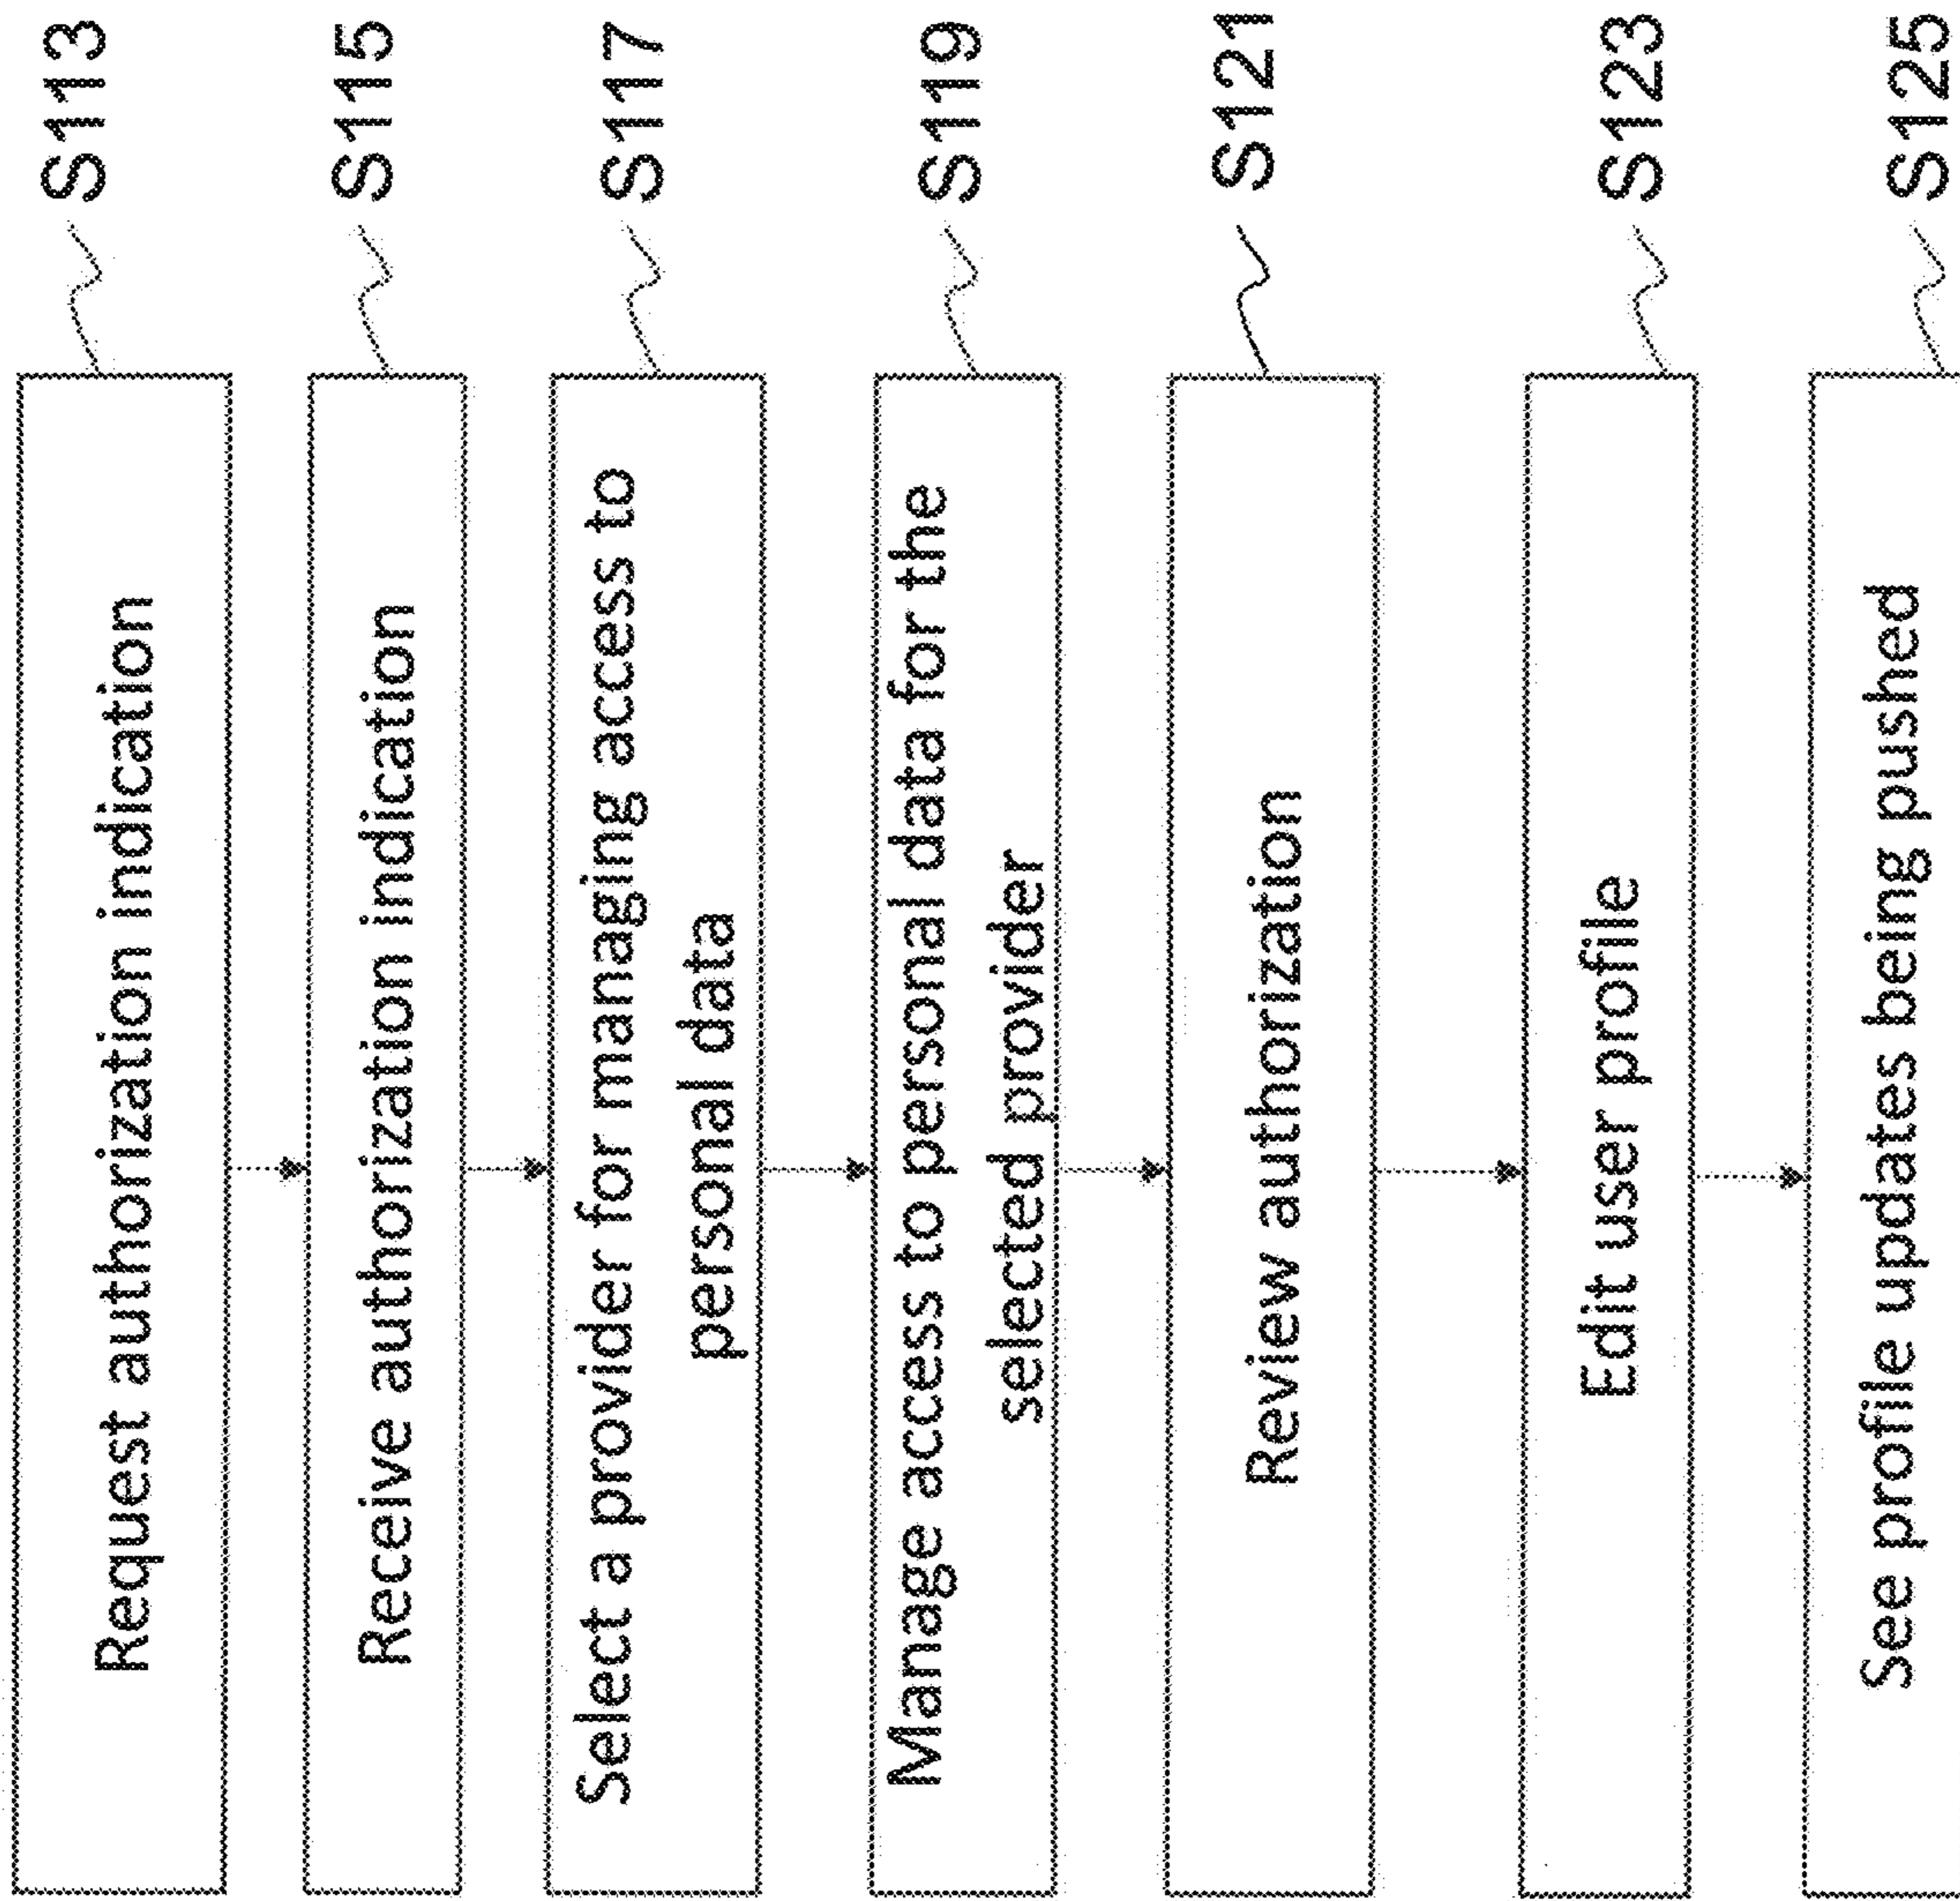 Request authorization indication
S113
Receive authorization indication
S115
Select a provider for managing access to
personal data
S117
Manage access to personal data for the
selected provider
S119
Review authorization
S121
Edit user profile
S123
See profile updates being pushed
S125